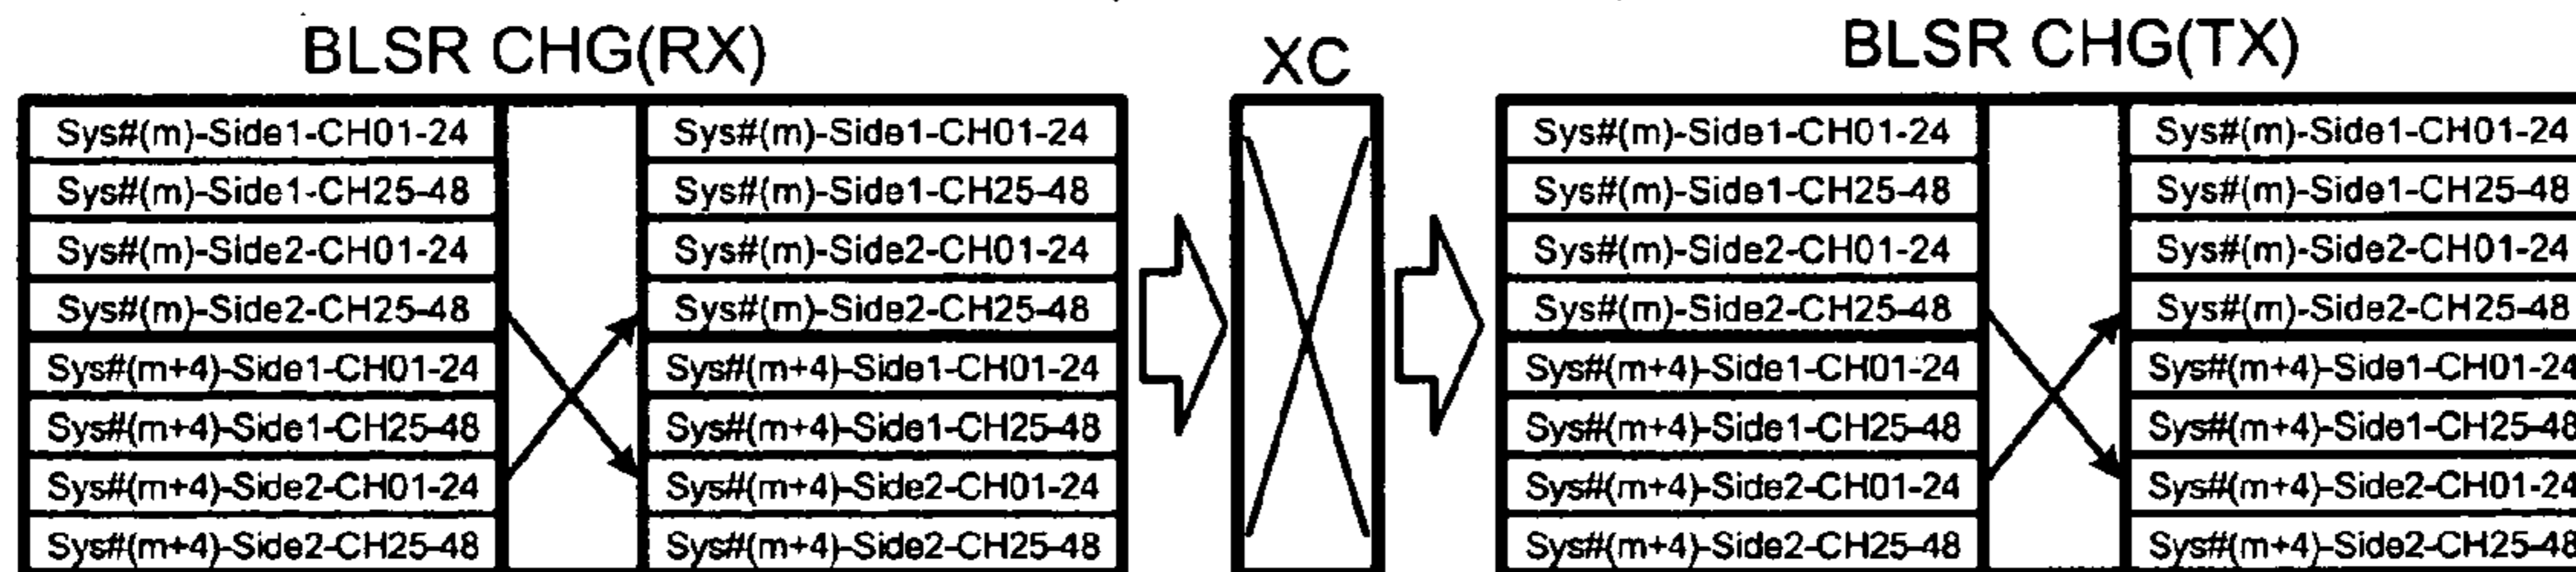 BLSR CHG(RX)
XC
BLSR CHG(TX)
Sys#(m)-Side1-CH01-24
Sys#(m)-Side1-CH25-48
Sys#(m)-Side2-CH01-24
Sys#(m)-Side2-CH25-48
Sys#(m+4)-Side1-CH01-24
Sys#(m+4)-Side1-CH25-48
Sys#(m+4)-Side2-CH01-24
Sys#(m+4)-Side2-CH25-48
Sys#(m)-Side1-CH01-24
Sys#(m)-Side1-CH25-48
Sys#(m)-Side2-CH01-24
Sys#(m)-Side2-CH25-48
Sys#(m+4)-Side1-CH01-24
Sys#(m+4)-Side1-CH25-48
Sys#(m+4)-Side2-CH01-24
Sys#(m+4)-Side2-CH25-48
Sys#(m)-Side1-CH01-24
Sys#(m)-Side1-CH25-48
Sys#(m)-Side2-CH01-24
Sys#(m)-Side2-CH25-48
Sys#(m+4)-Side1-CH01-24
Sys#(m+4)-Side1-CH25-48
Sys#(m+4)-Side2-CH01-24
Sys#(m+4)-Side2-CH25-48
Sys#(m)-Side1-CH01-24
Sys#(m)-Side1-CH25-48
Sys#(m)-Side2-CH01-24
Sys#(m)-Side2-CH25-48
Sys#(m+4)-Side1-CH01-24
Sys#(m+4)-Side1-CH25-48
Sys#(m+4)-Side2-CH01-24
Sys#(m+4)-Side2-CH25-48